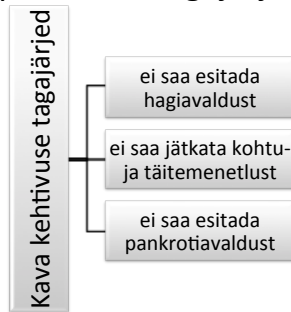 Kava kehtivuse tagajärjed
ei saa esitada
hagiavaldust
ei saa jätkata kohtu-
ja täitemenetlust
ei saa esitada
pankrotiavaldust